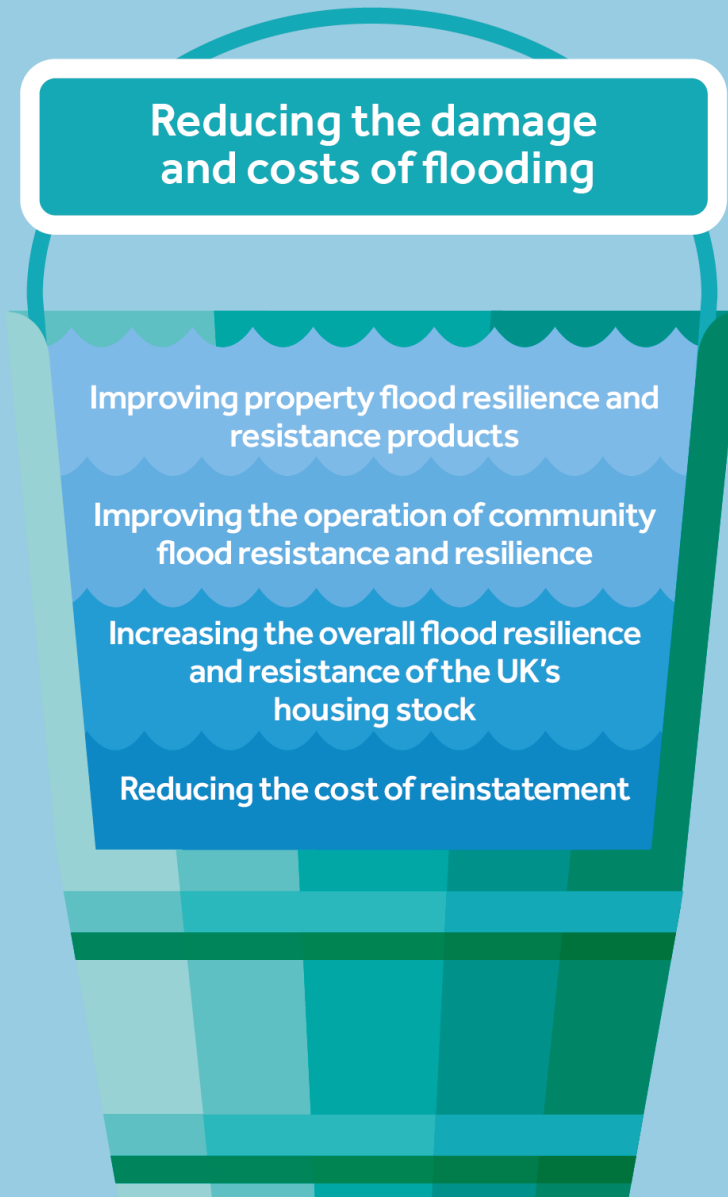 Reducing the damage
and costs of flooding
Improving property flood resilience and
resistance products
Improving the operation of community
flood resistance and resilience
Increasing the overall flood resilience
and resistance of the UK’s
housing stock
Reducing the cost of reinstatement